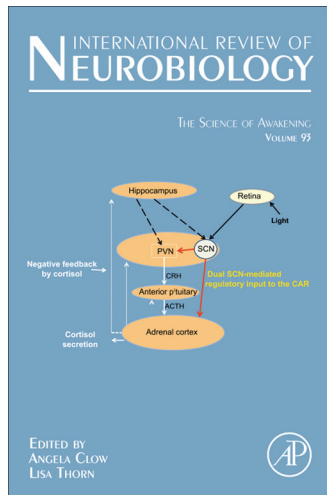 INTERNATIONAL REVIEW OF
NEUROBIOLOGY
THE SCIENCE OF AWAKENING
VOLUME 93
Hippocampus
Retina
Light
PVN
SCN
Negative feedback
by cortisol
CRH
Dual SCN-mediated
regulatory input to the CAR
Anterior pituitary
ACTH
Adrenal cortex
Cortisol
secretion
EDITED BY
ANGELA CLOW
LISA THORN
AP